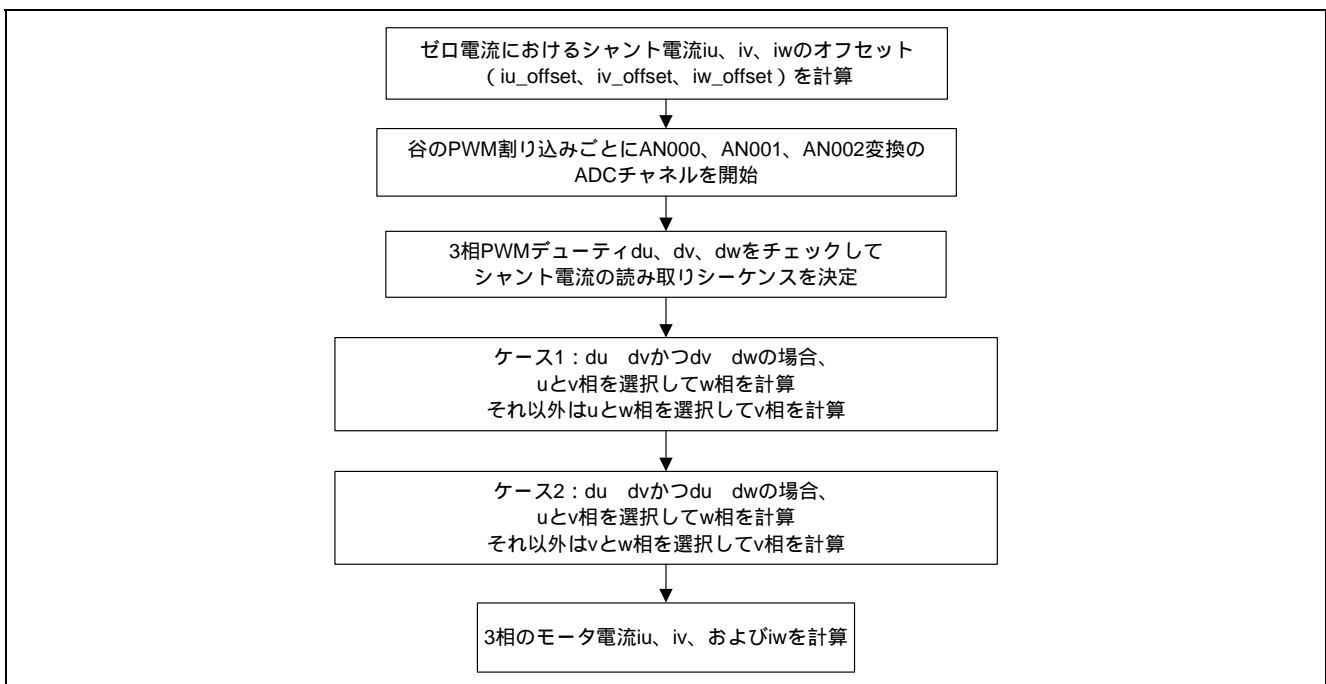 ゼロ電流におけるシャント電流iu、iv、iwのオフセット
（iu_offset、iv_offset、iw_offset）を計算
谷のPWM割り込みごとにAN000、AN001、AN002変換の
ADCチャネルを開始
3相PWMデューティdu、dv、dwをチェックして
シャント電流の読み取りシーケンスを決定
ケース1：du　dvかつdv　dwの場合、
uとv相を選択してw相を計算
それ以外はuとw相を選択してv相を計算
ケース2：du　dvかつdu　dwの場合、
uとv相を選択してw相を計算
それ以外はvとw相を選択してv相を計算
3相のモータ電流iu、iv、およびiwを計算